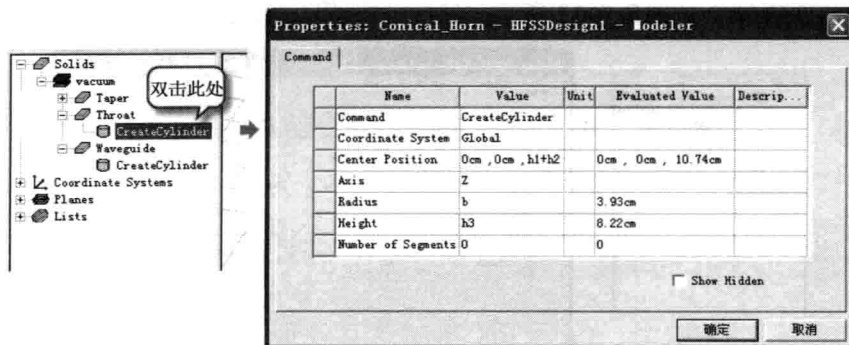 Solids
vacuum
Taper
Throat
CreateCylinder
Waveguide
CreateCylinder
Coordinate Systems
Planes
Lists
双击此处
Properties: Conical_Horn - HFSSDesign1 - Modeler
Command
Name Value Unit Evaluated Value Descrip...
Command CreateCylinder
Coordinate System Global
Center Position 0cm ,0cm ,h1+h2 0cm , 0cm , 10.74cm
Axis Z
Radius b 3.93cm
Height h3 8.22cm
Number of Segments 0 0
Show Hidden
确定 取消